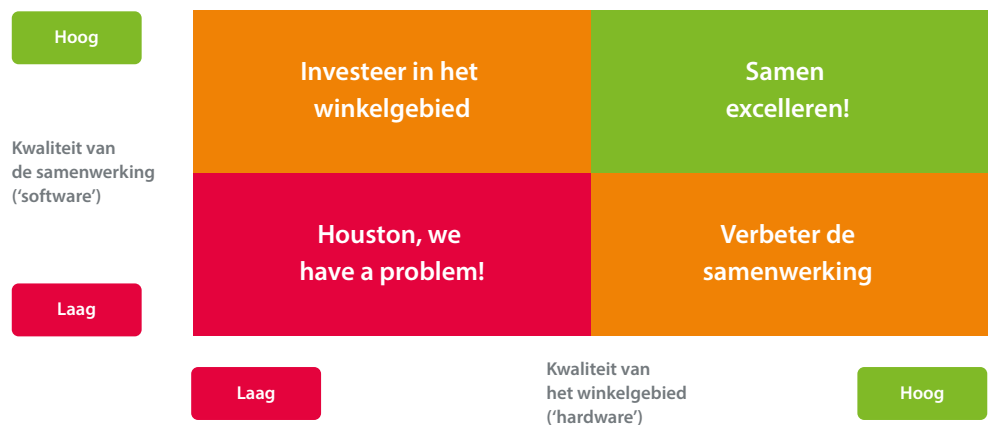 Hoog
Investeer in het
winkelgebied
Samen
excelleren!
Kwaliteit van
de samenwerking
(‘software’)
Houston, we
have a problem!
Verbeter de
samenwerking
Laag
Laag
Kwaliteit van
het winkelgebied
(‘hardware’)
Hoog